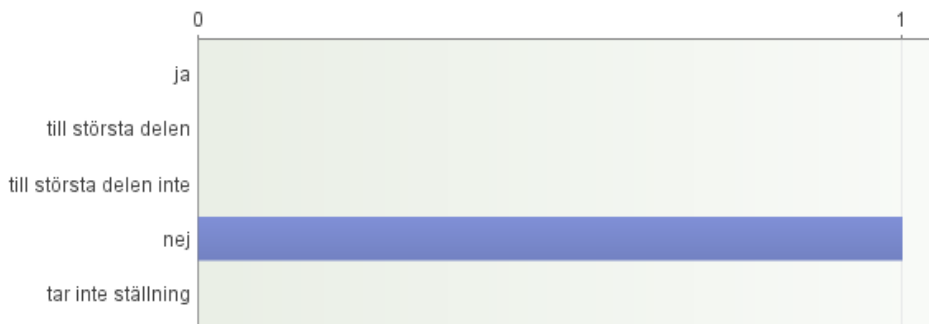 0 1
ja
till största delen
till största delen inte
nej
tar inte ställning